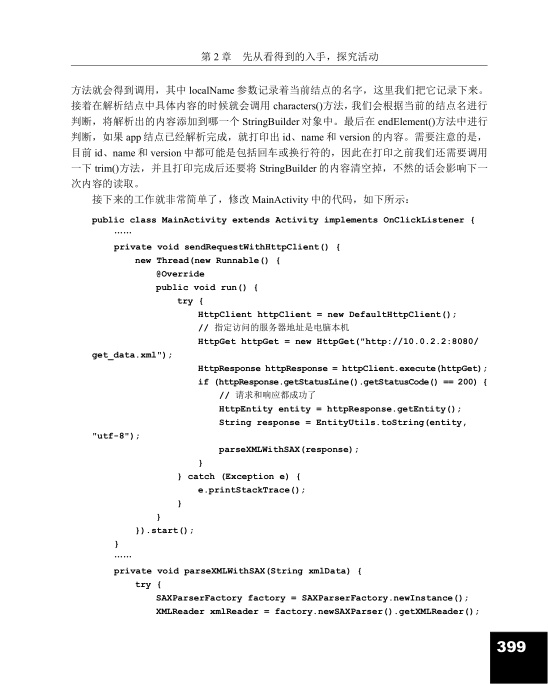 第 2 章 先从看得到的入手，探究活动
方法就会得到调用，其中 localName 参数记录着当前结点的名字，这里我们把它记录下来。
接着在解析结点中具体内容的时候就会调用 characters()方法，我们会根据当前的结点名进行
判断，将解析出的内容添加到哪一个 StringBuilder 对象中。最后在 endElement()方法中进行
判断，如果 app 结点已经解析完成，就打印出 id、name 和 version 的内容。需要注意的是，
目前 id、name 和 version 中都可能是包括回车或换行符的，因此在打印之前我们还需要调用
一下 trim()方法，并且打印完成后还要将 StringBuilder 的内容清空掉，不然的话会影响下一
次内容的读取。
接下来的工作就非常简单了，修改 MainActivity 中的代码，如下所示：
public class MainActivity extends Activity implements OnClickListener {
……
private void sendRequestWithHttpClient() {
new Thread(new Runnable() {
@Override
public void run() {
try {
HttpClient httpClient = new DefaultHttpClient();
// 指定访问的服务器地址是电脑本机
HttpGet httpGet = new HttpGet("http://10.0.2.2:8080/
get_data.xml");
HttpResponse httpResponse = httpClient.execute(httpGet);
if (httpResponse.getStatusLine().getStatusCode() == 200) {
// 请求和响应都成功了
HttpEntity entity = httpResponse.getEntity();
String response = EntityUtils.toString(entity,
"utf-8");
parseXMLWithSAX(response);
}
} catch (Exception e) {
e.printStackTrace();
}
}
}).start();
}
……
private void parseXMLWithSAX(String xmlData) {
try {
SAXParserFactory factory = SAXParserFactory.newInstance();
XMLReader xmlReader = factory.newSAXParser().getXMLReader();
399